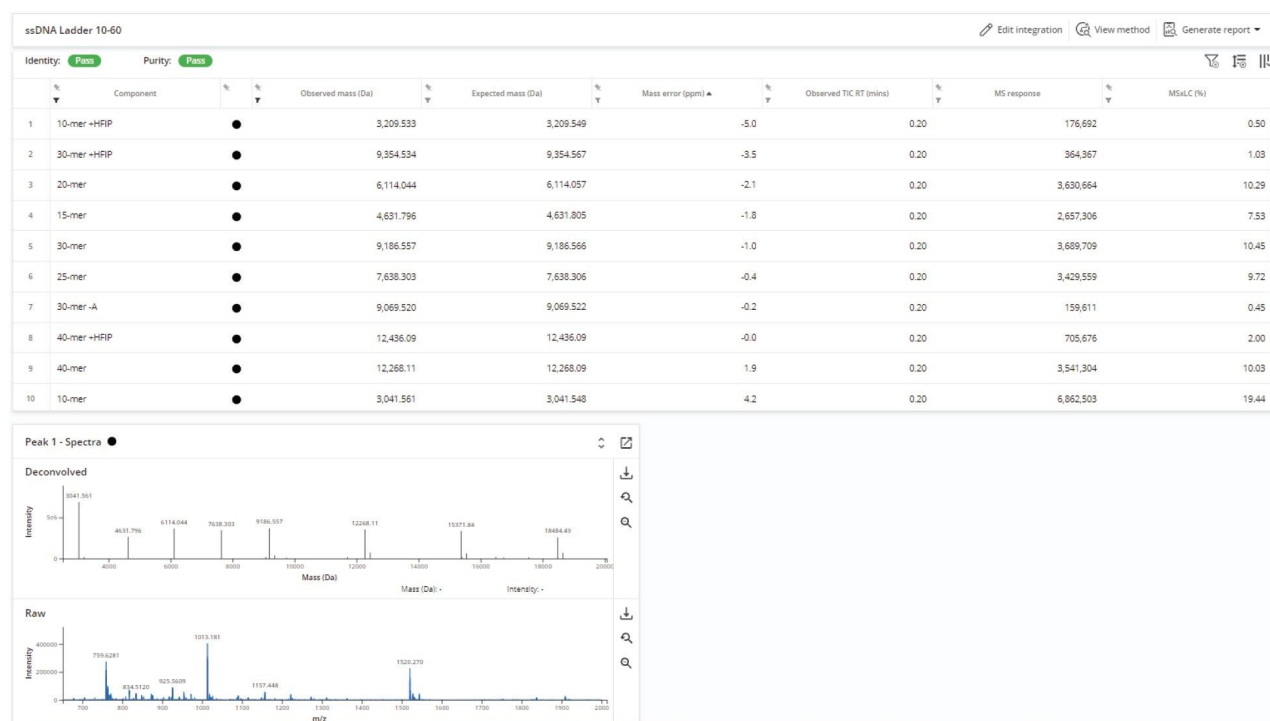 ssDNA Ladder 10-60
Edit integration View method Generate report
Identity: Pass Purity: Pass
Component Observed mass (Da) Expected mass (Da) Mass error (ppm) Observed TIC RT (mins) MS response MSxLC (%)
1 10-mer +HFIP 3,209.533 3,209.549 -5.0 0.20 176,692 0.50
2 30-mer +HFIP 9,354.534 9,354.567 -3.5 0.20 364,367 1.03
3 20-mer 6,114.044 6,114.057 -2.1 0.20 3,630,664 10.29
4 15-mer 4,631.796 4,631.805 -1.8 0.20 2,657,306 7.53
5 30-mer 9,186.557 9,186.566 -1.0 0.20 3,689,709 10.45
6 25-mer 7,638.303 7,638.306 -0.4 0.20 3,429,559 9.72
7 30-mer -A 9,069.520 9,069.522 -0.2 0.20 159,611 0.45
8 40-mer +HFIP 12,436.09 12,436.09 -0.0 0.20 705,676 2.00
9 40-mer 12,268.11 12,268.09 1.9 0.20 3,541,304 10.03
10 10-mer 3,041.561 3,041.548 4.2 0.20 6,862,503 19.44
Peak 1 - Spectra
Deconvolved
3041.561
5e6
4631.796 6114.044 7638.303 9186.557 12268.11 15371.84 18484.43
Intensity
0
4000 6000 8000 10000 12000 14000 16000 18000 20000
Mass (Da)
Mass (Da): - Intensity: -
Raw
1013.181
400000
759.6281 1520.270
Intensity
200000
834.5120 925.5609 1157.448
0
700 800 900 1000 1100 1200 1300 1400 1500 1600 1700 1800 1900 2000
m/z